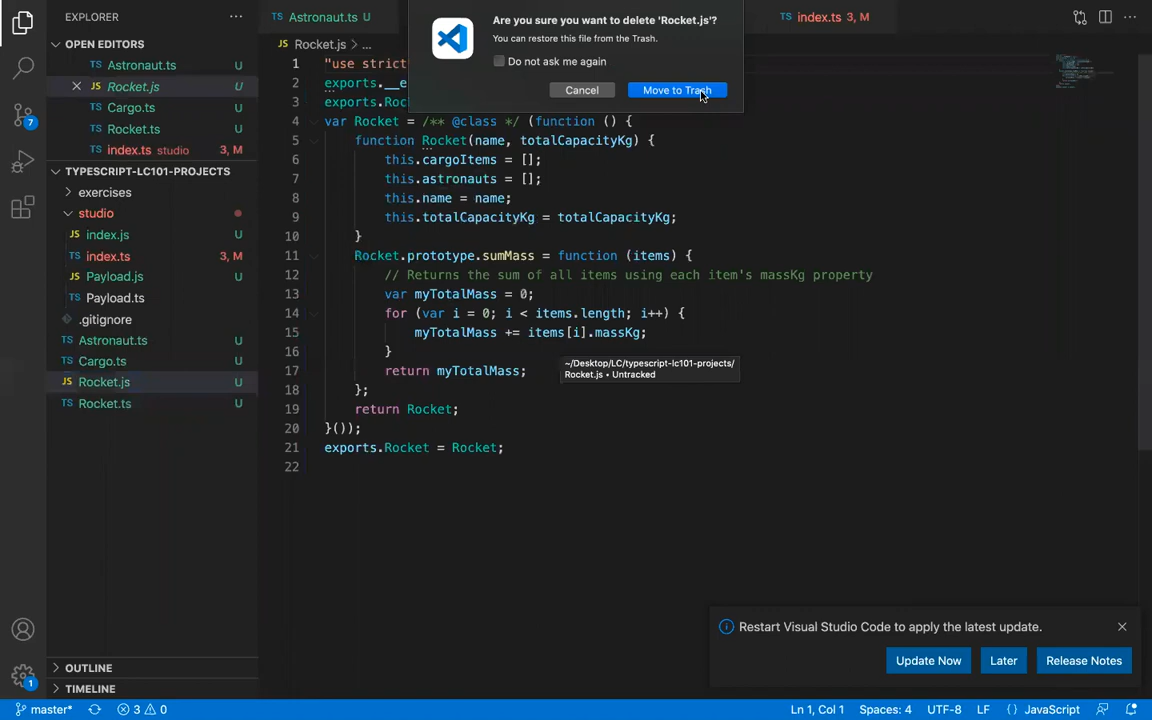 EXPLORER
OPEN EDITORS
Astronaut.ts U
Rocket.js U
Cargo.ts U
Rocket.ts U
index.ts studio 3, M
TYPESCRIPT-LC101-PROJECTS
exercises
studio
index.js U
index.ts 3, M
Payload.js U
Payload.ts U
.gitignore
Astronaut.ts U
Cargo.ts U
Rocket.js U
Rocket.ts U
OUTLINE
TIMELINE
7
1
TS Astronaut.ts U
TS index.ts 3, M
JS Rocket.js > ...
Are you sure you want to delete 'Rocket.js'?
You can restore this file from the Trash.
Do not ask me again
Cancel
Move to Trash
1 "use strict
2 exports.__e
3 exports.Roc
4 var Rocket = /** @class */ (function () {
5 function Rocket(name, totalCapacityKg) {
6 this.cargoItems = [];
7 this.astronauts = [];
8 this.name = name;
9 this.totalCapacityKg = totalCapacityKg;
10 }
11 Rocket.prototype.sumMass = function (items) {
12 // Returns the sum of all items using each item's massKg property
13 var myTotalMass = 0;
14 for (var i = 0; i < items.length; i++) {
15 myTotalMass += items[i].massKg;
16 }
17 return myTotalMass;
18 };
19 return Rocket;
20 }());
21 exports.Rocket = Rocket;
22
~/Desktop/LC/typescript-lc101-projects/
Rocket.js • Untracked
Restart Visual Studio Code to apply the latest update.
Update Now
Later
Release Notes
master* 3 0 Ln 1, Col 1 Spaces: 4 UTF-8 LF {} JavaScript